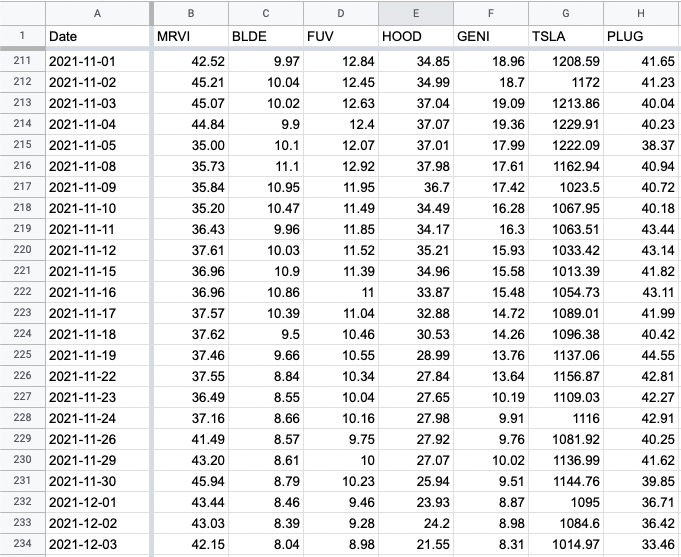 A B C D E F G H
1 Date MRVI BLDE FUV HOOD GENI TSLA PLUG
211 2021-11-01 42.52 9.97 12.84 34.85 18.96 1208.59 41.65
212 2021-11-02 45.21 10.04 12.45 34.99 18.7 1172 41.23
213 2021-11-03 45.07 10.02 12.63 37.04 19.09 1213.86 40.04
214 2021-11-04 44.84 9.9 12.4 37.07 19.36 1229.91 40.23
215 2021-11-05 35.00 10.1 12.07 37.01 17.99 1222.09 38.37
216 2021-11-08 35.73 11.1 12.92 37.98 17.61 1162.94 40.94
217 2021-11-09 35.84 10.95 11.95 36.7 17.42 1023.5 40.72
218 2021-11-10 35.20 10.47 11.49 34.49 16.28 1067.95 40.18
219 2021-11-11 36.43 9.96 11.85 34.17 16.3 1063.51 43.44
220 2021-11-12 37.61 10.03 11.52 35.21 15.93 1033.42 43.14
221 2021-11-15 36.96 10.9 11.39 34.96 15.58 1013.39 41.82
222 2021-11-16 36.96 10.86 11 33.87 15.48 1054.73 43.11
223 2021-11-17 37.57 10.39 11.04 32.88 14.72 1089.01 41.99
224 2021-11-18 37.62 9.5 10.46 30.53 14.26 1096.38 40.42
225 2021-11-19 37.46 9.66 10.55 28.99 13.76 1137.06 44.55
226 2021-11-22 37.55 8.84 10.34 27.84 13.64 1156.87 42.81
227 2021-11-23 36.49 8.55 10.04 27.65 10.19 1109.03 42.27
228 2021-11-24 37.16 8.66 10.16 27.98 9.91 1116 42.91
229 2021-11-26 41.49 8.57 9.75 27.92 9.76 1081.92 40.25
230 2021-11-29 43.20 8.61 10 27.07 10.02 1136.99 41.62
231 2021-11-30 45.94 8.79 10.23 25.94 9.51 1144.76 39.85
232 2021-12-01 43.44 8.46 9.46 23.93 8.87 1095 36.71
233 2021-12-02 43.03 8.39 9.28 24.2 8.98 1084.6 36.42
234 2021-12-03 42.15 8.04 8.98 21.55 8.31 1014.97 33.46